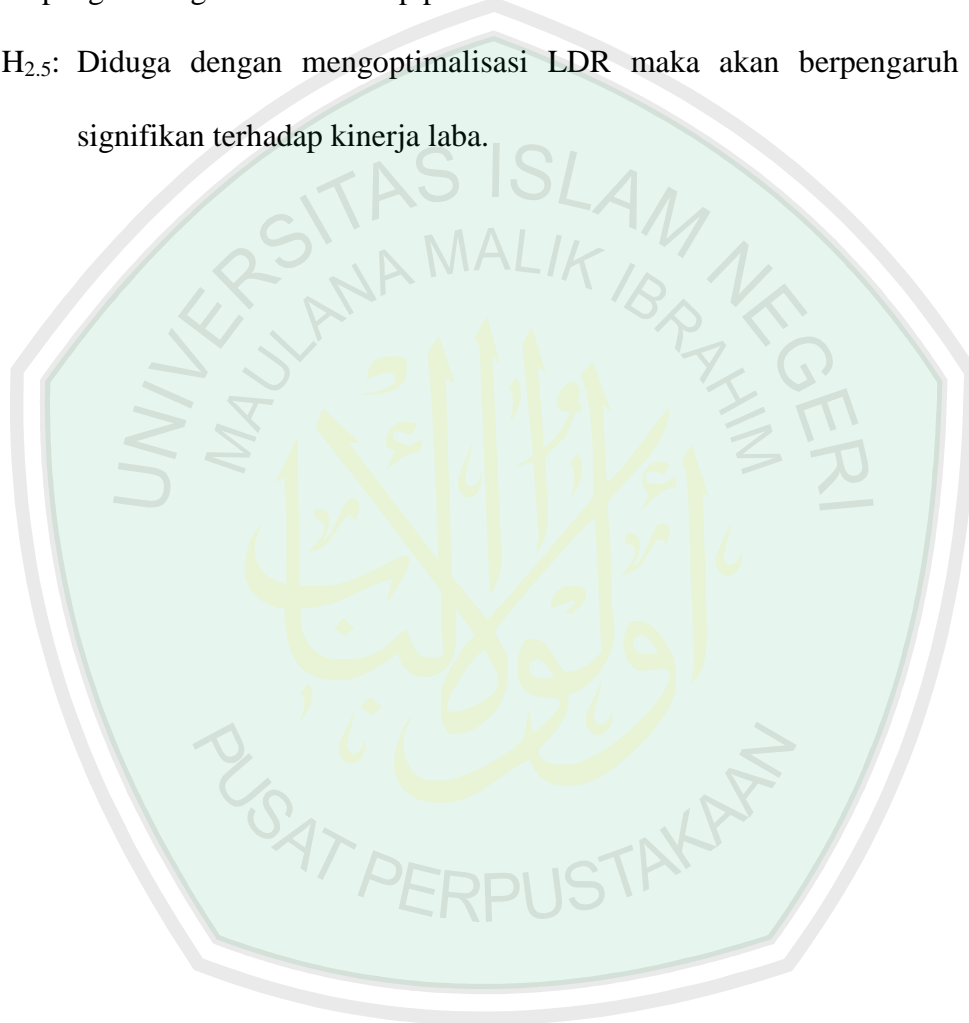 H2.5: Diduga dengan mengoptimalisasi LDR maka akan berpengaruh
signifikan terhadap kinerja laba.
UNIVERSITAS ISLAM NEGERI
MAULANA MALIK IBRAHIM
PUSAT PERPUSTAKAAN